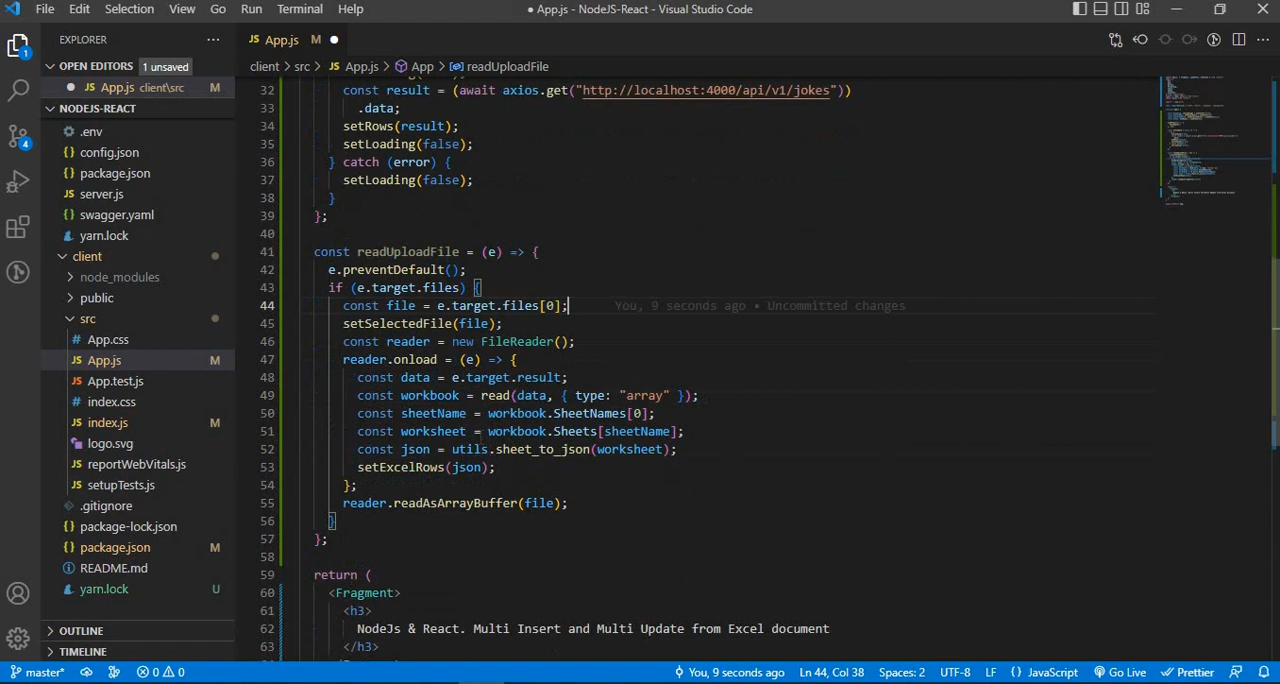 File Edit Selection View Go Run Terminal Help
● App.js - NodeJS-React - Visual Studio Code
EXPLORER
OPEN EDITORS 1 unsaved
JS App.js client\src M
NODEJS-REACT
.env
config.json
package.json
server.js
swagger.yaml
yarn.lock
client
node_modules
public
src
App.css
JS App.js M
JS App.test.js
index.css
JS index.js M
logo.svg
JS reportWebVitals.js
JS setupTests.js
.gitignore
package-lock.json
package.json M
README.md
yarn.lock U
OUTLINE
TIMELINE
1
4
JS App.js M
client > src > JS App.js > App > readUploadFile
32 const result = (await axios.get("http://localhost:4000/api/v1/jokes"))
33 .data;
34 setRows(result);
35 setLoading(false);
36 } catch (error) {
37 setLoading(false);
38 }
39 };
40
41 const readUploadFile = (e) => {
42 e.preventDefault();
43 if (e.target.files) {
44 const file = e.target.files[0]; You, 9 seconds ago • Uncommitted changes
45 setSelectedFile(file);
46 const reader = new FileReader();
47 reader.onload = (e) => {
48 const data = e.target.result;
49 const workbook = read(data, { type: "array" });
50 const sheetName = workbook.SheetNames[0];
51 const worksheet = workbook.Sheets[sheetName];
52 const json = utils.sheet_to_json(worksheet);
53 setExcelRows(json);
54 };
55 reader.readAsArrayBuffer(file);
56 }
57 };
58
59 return (
60 <Fragment>
61 <h3>
62 NodeJs & React. Multi Insert and Multi Update from Excel document
63 </h3>
master* 0 0 You, 9 seconds ago Ln 44, Col 38 Spaces: 2 UTF-8 LF {} JavaScript Go Live Prettier